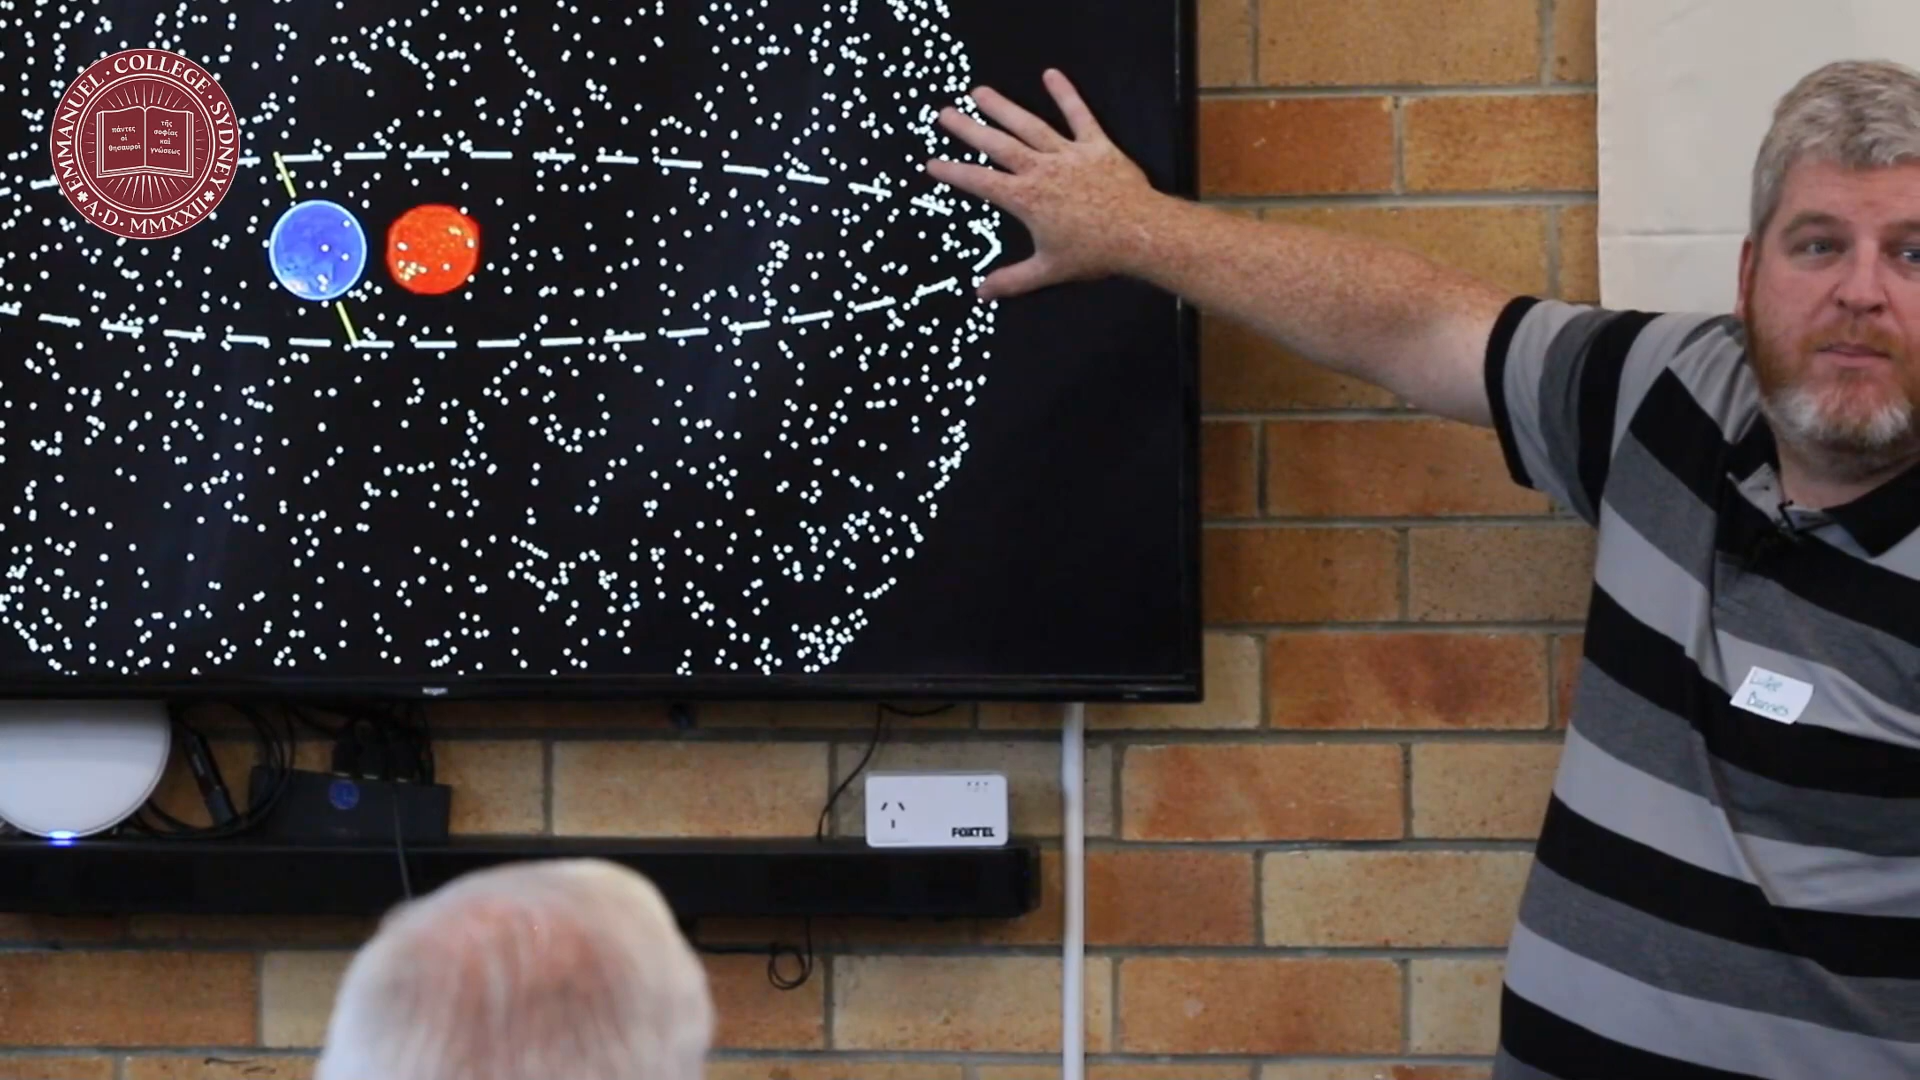 EMMANUEL · COLLEGE · SYDNEY
A · D · MMXXII
πάντες
οἱ
θησαυροὶ
τῆς
σοφίας
καὶ
γνώσεως
Luke
Barnes
FOXTEL